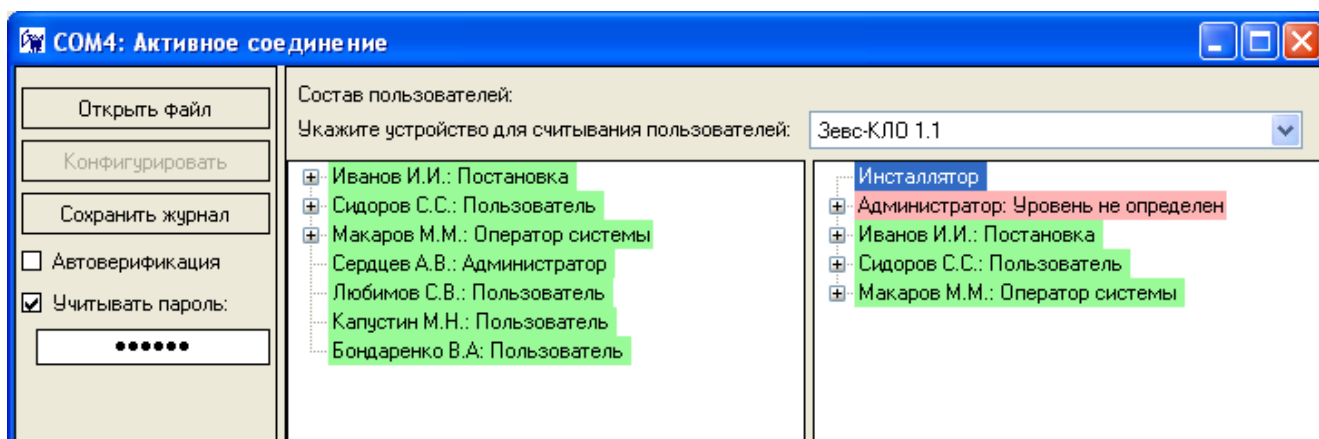 COM4: Активное соединение
Открыть файл
Конфигурировать
Сохранить журнал
Автоверификация
Учитывать пароль:
••••••
Состав пользователей:
Укажите устройство для считывания пользователей:
Зевс-КЛО 1.1
Иванов И.И.: Постановка
Сидоров С.С.: Пользователь
Макаров М.М.: Оператор системы
Сердцев А.В.: Администратор
Любимов С.В.: Пользователь
Капустин М.Н.: Пользователь
Бондаренко В.А: Пользователь
Инсталлятор
Администратор: Уровень не определен
Иванов И.И.: Постановка
Сидоров С.С.: Пользователь
Макаров М.М.: Оператор системы